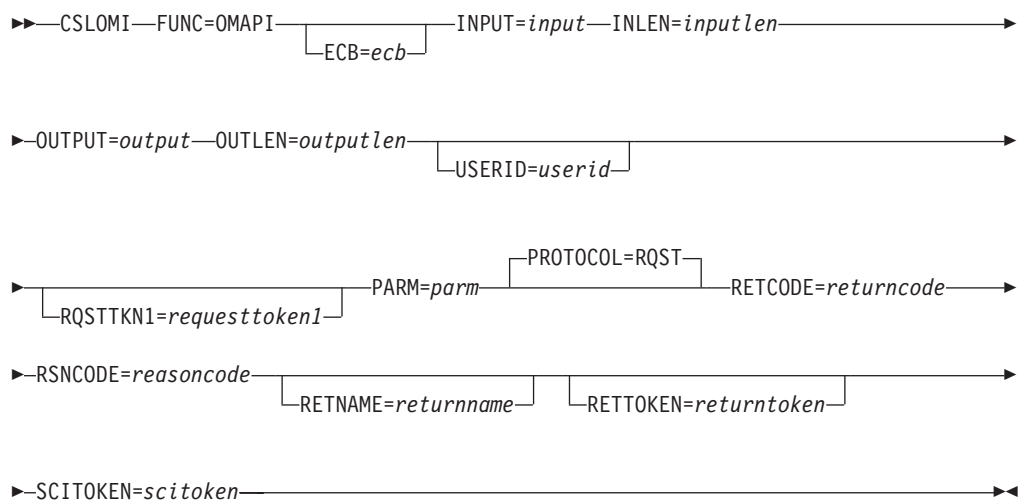 CSLOMI FUNC=OMAPI INPUT=input INLEN=inputlen
ECB=ecb
OUTPUT=output OUTLEN=outputlen
USERID=userid
PROTOCOL=RQST
PARM=parm RETCODE=returncode
RQSTTKN1=requesttoken1
RSNCODE=reasoncode
RETNAME=returnname RETTOKEN=returntoken
SCITOKEN=scitoken